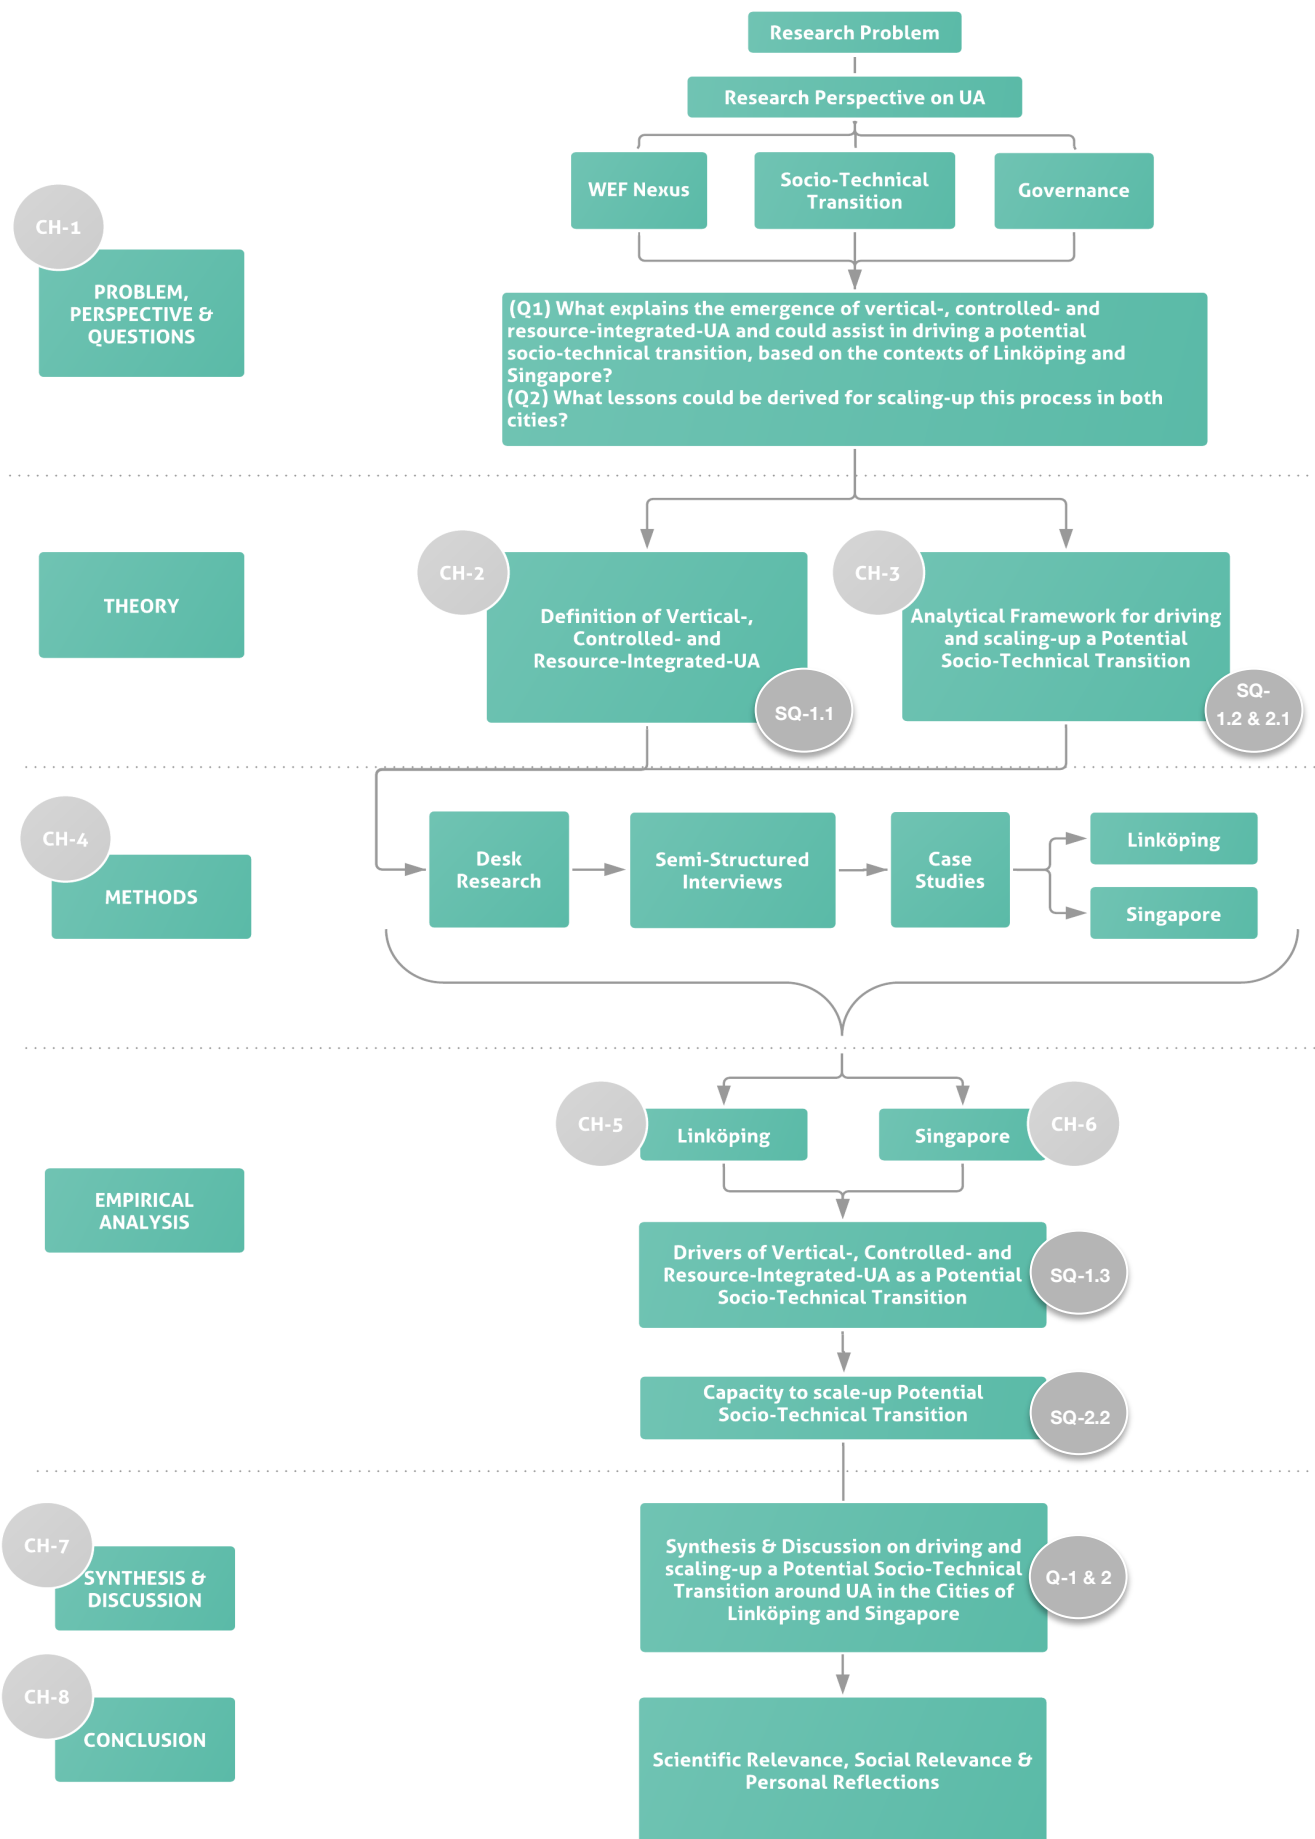 Research Problem
Research Perspective on UA
WEF Nexus
Socio-Technical
Transition
Governance
CH-1
PROBLEM,
PERSPECTIVE &
QUESTIONS
(Q1) What explains the emergence of vertical-, controlled- and
resource-integrated-UA and could assist in driving a potential
socio-technical transition, based on the contexts of Linköping and
Singapore?
(Q2) What lessons could be derived for scaling-up this process in both
cities?
THEORY
CH-2
Definition of Vertical-,
Controlled- and
Resource-Integrated-UA
SQ-1.1
CH-3
Analytical Framework for driving
and scaling-up a Potential
Socio-Technical Transition
SQ-
1.2 & 2.1
CH-4
METHODS
Desk
Research
Semi-Structured
Interviews
Case
Studies
Linköping
Singapore
EMPIRICAL
ANALYSIS
CH-5
Linköping
Singapore
CH-6
Drivers of Vertical-, Controlled- and
Resource-Integrated-UA as a Potential
Socio-Technical Transition
SQ-1.3
Capacity to scale-up Potential
Socio-Technical Transition
SQ-2.2
CH-7
SYNTHESIS &
DISCUSSION
Synthesis & Discussion on driving and
scaling-up a Potential Socio-Technical
Transition around UA in the Cities of
Linköping and Singapore
Q-1 & 2
CH-8
CONCLUSION
Scientific Relevance, Social Relevance &
Personal Reflections